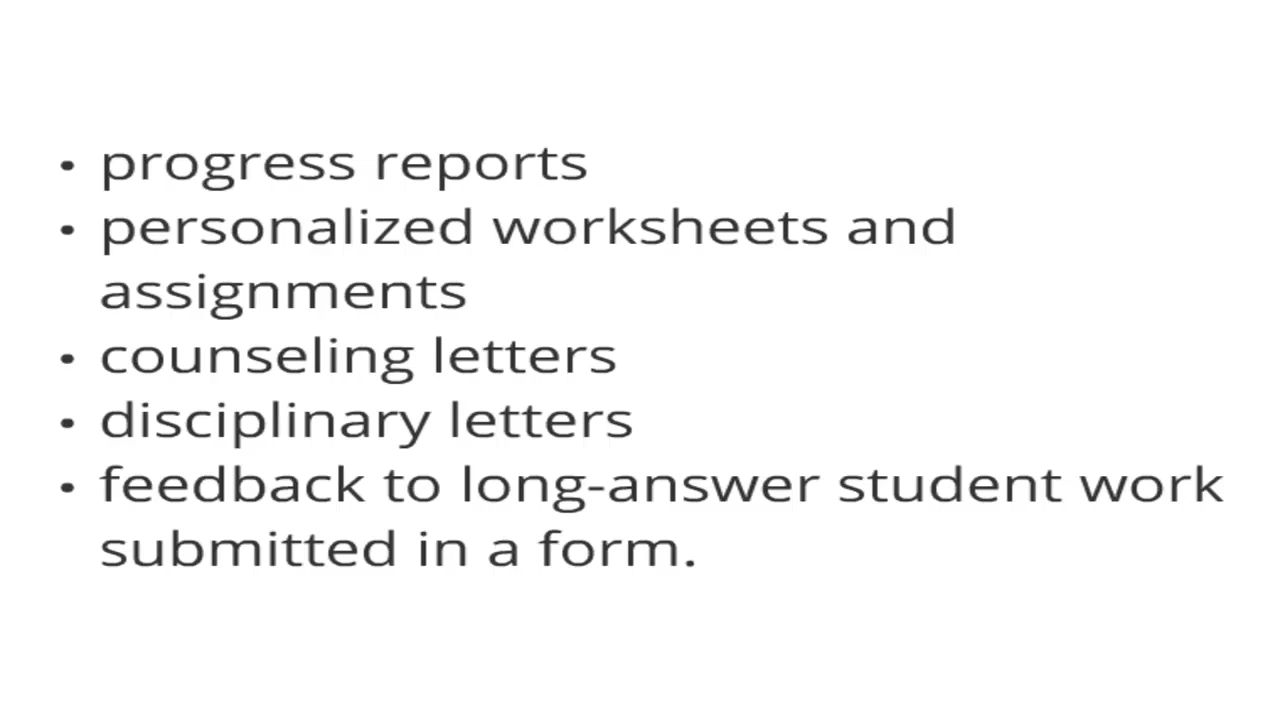 • progress reports
• personalized worksheets and
assignments
• counseling letters
• disciplinary letters
• feedback to long-answer student work
submitted in a form.